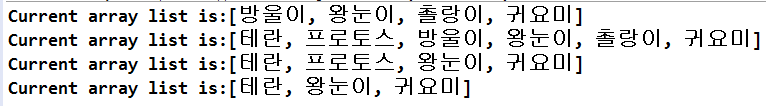 Current array list is:[방울이, 왕눈이, 촐랑이, 귀요미]
Current array list is:[테란, 프로토스, 방울이, 왕눈이, 촐랑이, 귀요미]
Current array list is:[테란, 프로토스, 왕눈이, 귀요미]
Current array list is:[테란, 왕눈이, 귀요미]